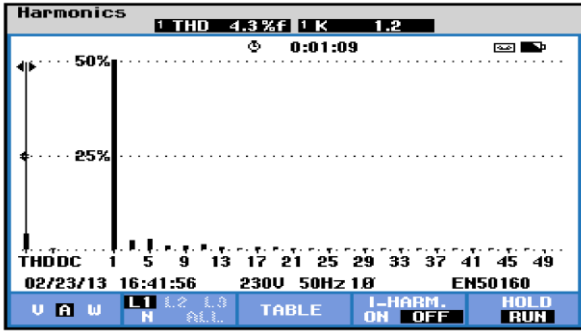 Harmonics
1 THD 4.3%f 1 K 1.2
0:01:09
50%
25%
THDDC 1 5 9 13 17 21 25 29 33 37 41 45 49
02/23/13 16:41:56 230V 50Hz 1Ø EN50160
V A W L1 L2 L3 TABLE I-HARM. HOLD
N ALL ON OFF RUN